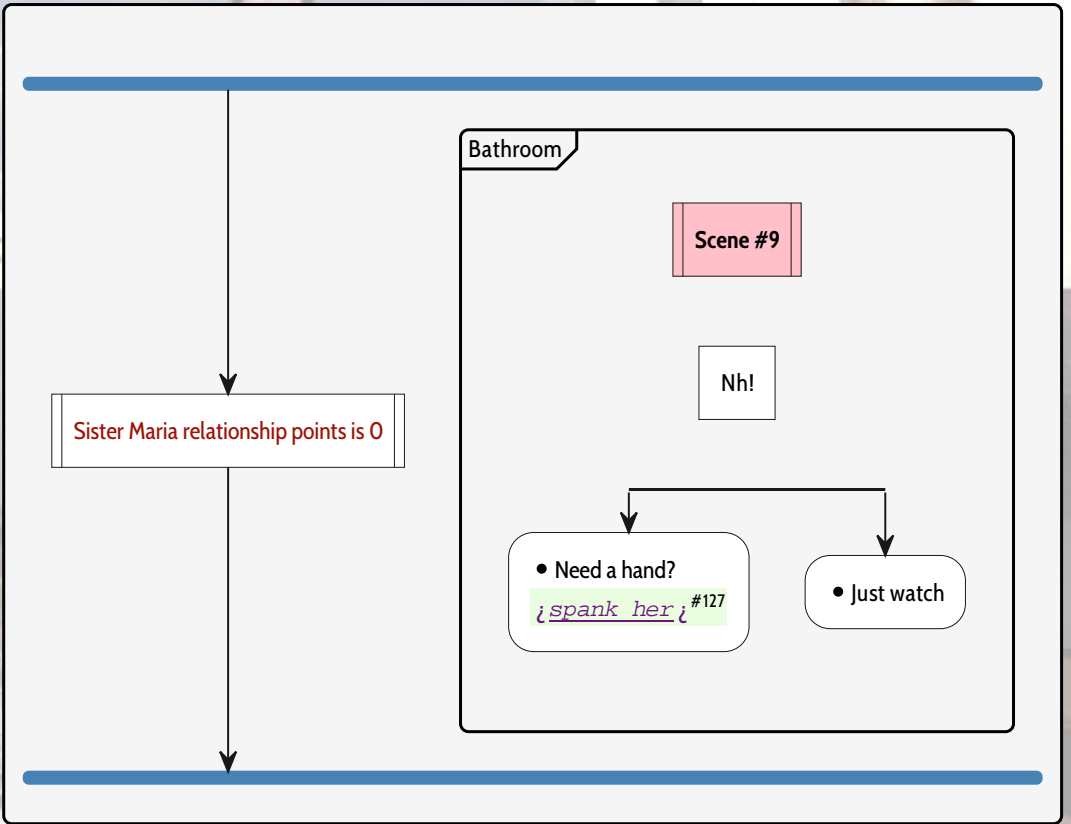 Bathroom
Scene #9
Nh!
Sister Maria relationship points is 0
• Need a hand?
¿spank her¿#127
• Just watch